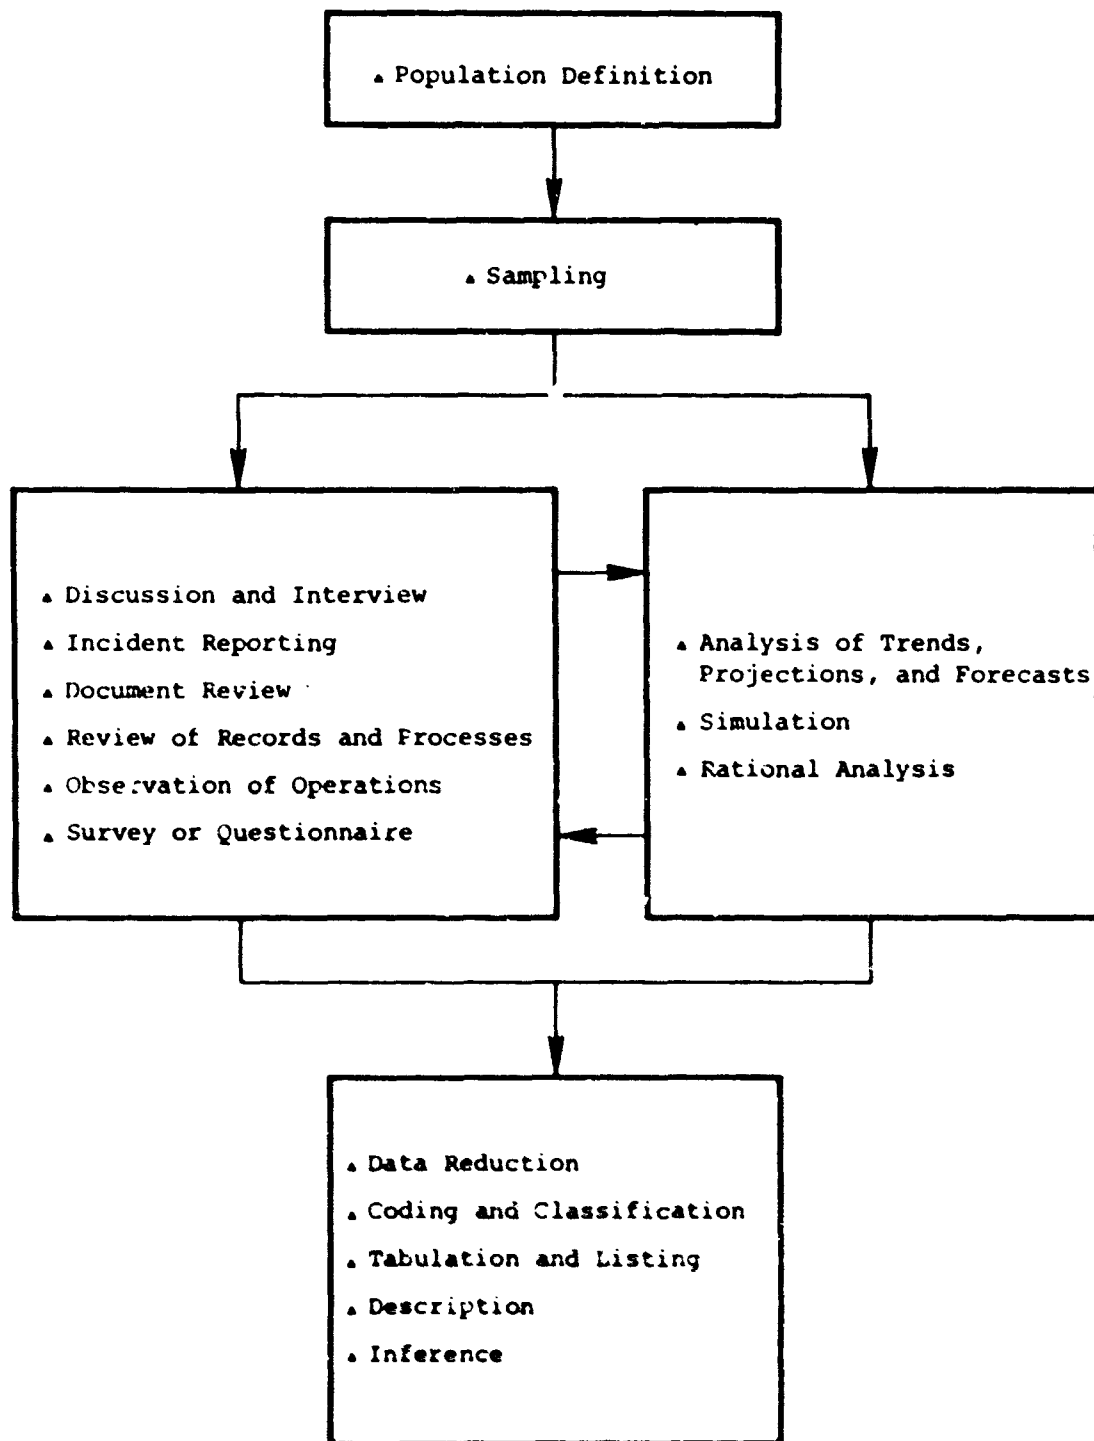 ▲ Population Definition
▲ Sampling
▲ Discussion and Interview
▲ Incident Reporting
▲ Document Review
▲ Review of Records and Processes
▲ Observation of Operations
▲ Survey or Questionnaire
▲ Analysis of Trends,
Projections, and Forecasts
▲ Simulation
▲ Rational Analysis
▲ Data Reduction
▲ Coding and Classification
▲ Tabulation and Listing
▲ Description
▲ Inference